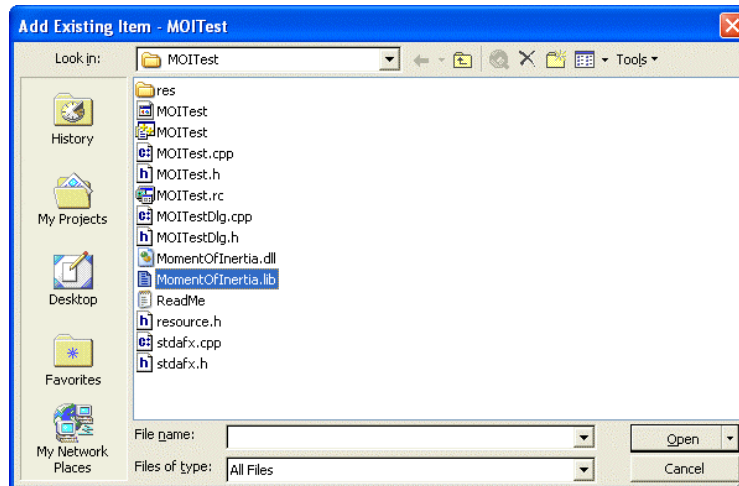 Add Existing Item - MOITest
Look in:
MOITest
Tools
History
My Projects
Desktop
Favorites
My Network
Places
res
MOITest
MOITest
MOITest.cpp
MOITest.h
MOITest.rc
MOITestDlg.cpp
MOITestDlg.h
MomentOfInertia.dll
MomentOfInertia.lib
ReadMe
resource.h
stdafx.cpp
stdafx.h
File name:
Open
Files of type:
All Files
Cancel